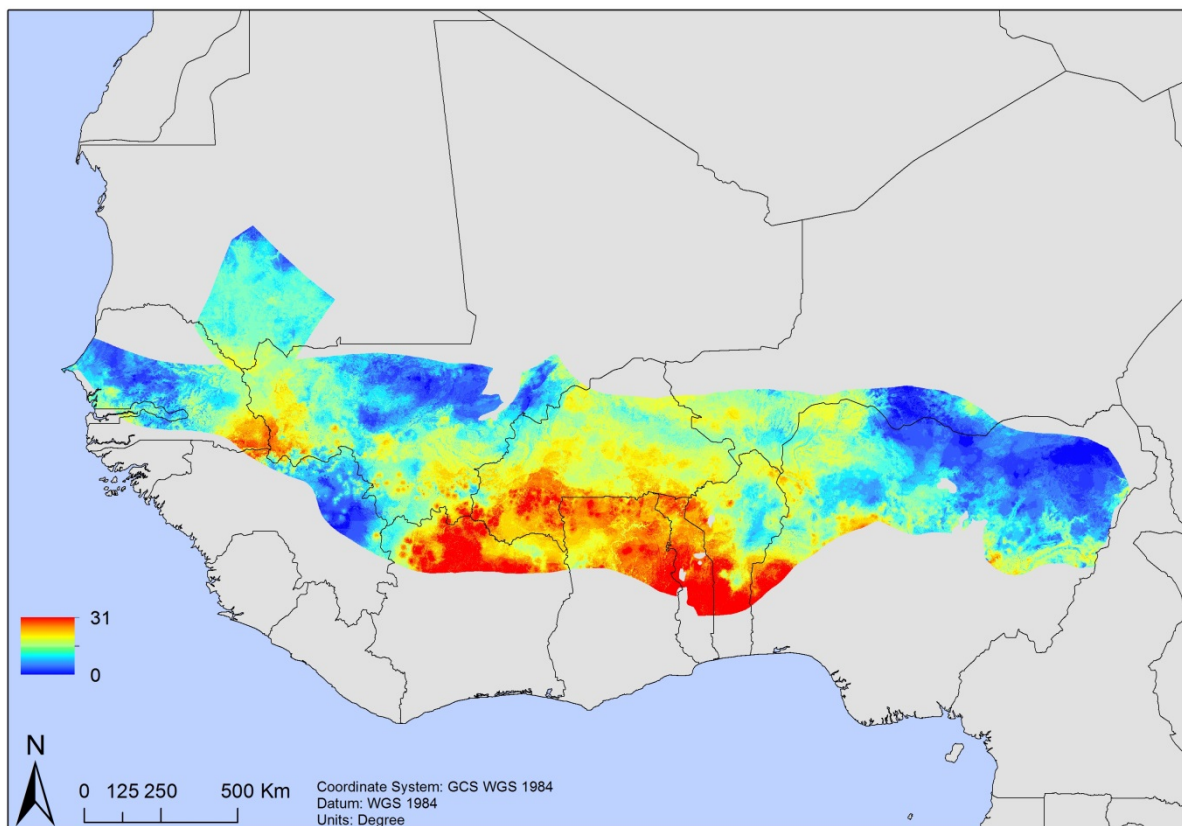 31
0
N
0 125 250 500 Km
Coordinate System: GCS WGS 1984
Datum: WGS 1984
Units: Degree